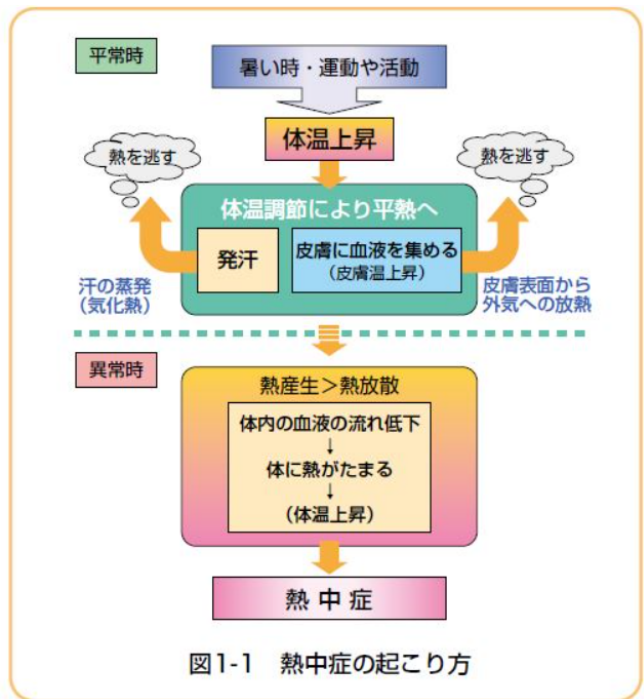 平常時
暑い時・運動や活動
体温上昇
熱を逃す
熱を逃す
体温調節により平熱へ
発汗
皮膚に血液を集める
(皮膚温上昇)
汗の蒸発
(気化熱)
皮膚表面から
外気への放熱
異常時
熱産生＞熱放散
体内の血液の流れ低下
↓
体に熱がたまる
↓
(体温上昇)
熱中症
図1-1 熱中症の起こり方